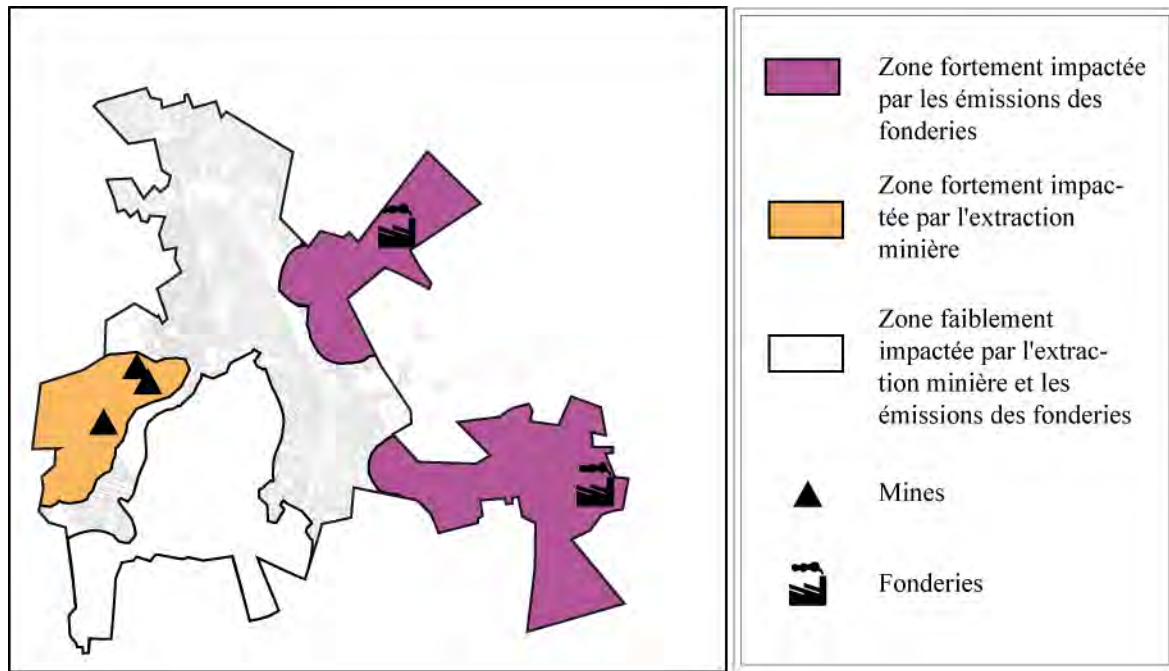 Zone fortement impactée
par les émissions des
fonderies
Zone fortement impac-
tée par l'extraction
minière
Zone faiblement
impactée par l'extrac-
tion minière et les
émissions des fonderies
Mines
Fonderies